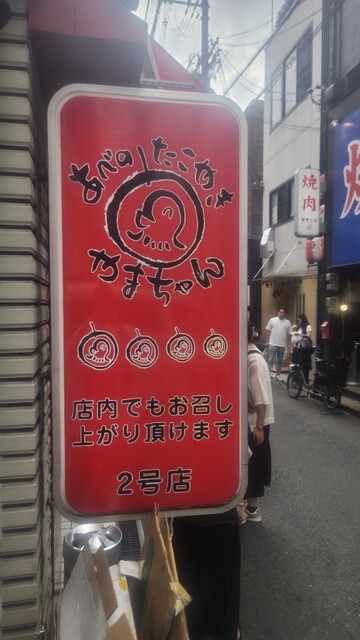 あべのたこやき
やまちゃん
店内でもお召し
上がり頂けます
2号店
焼肉
焼